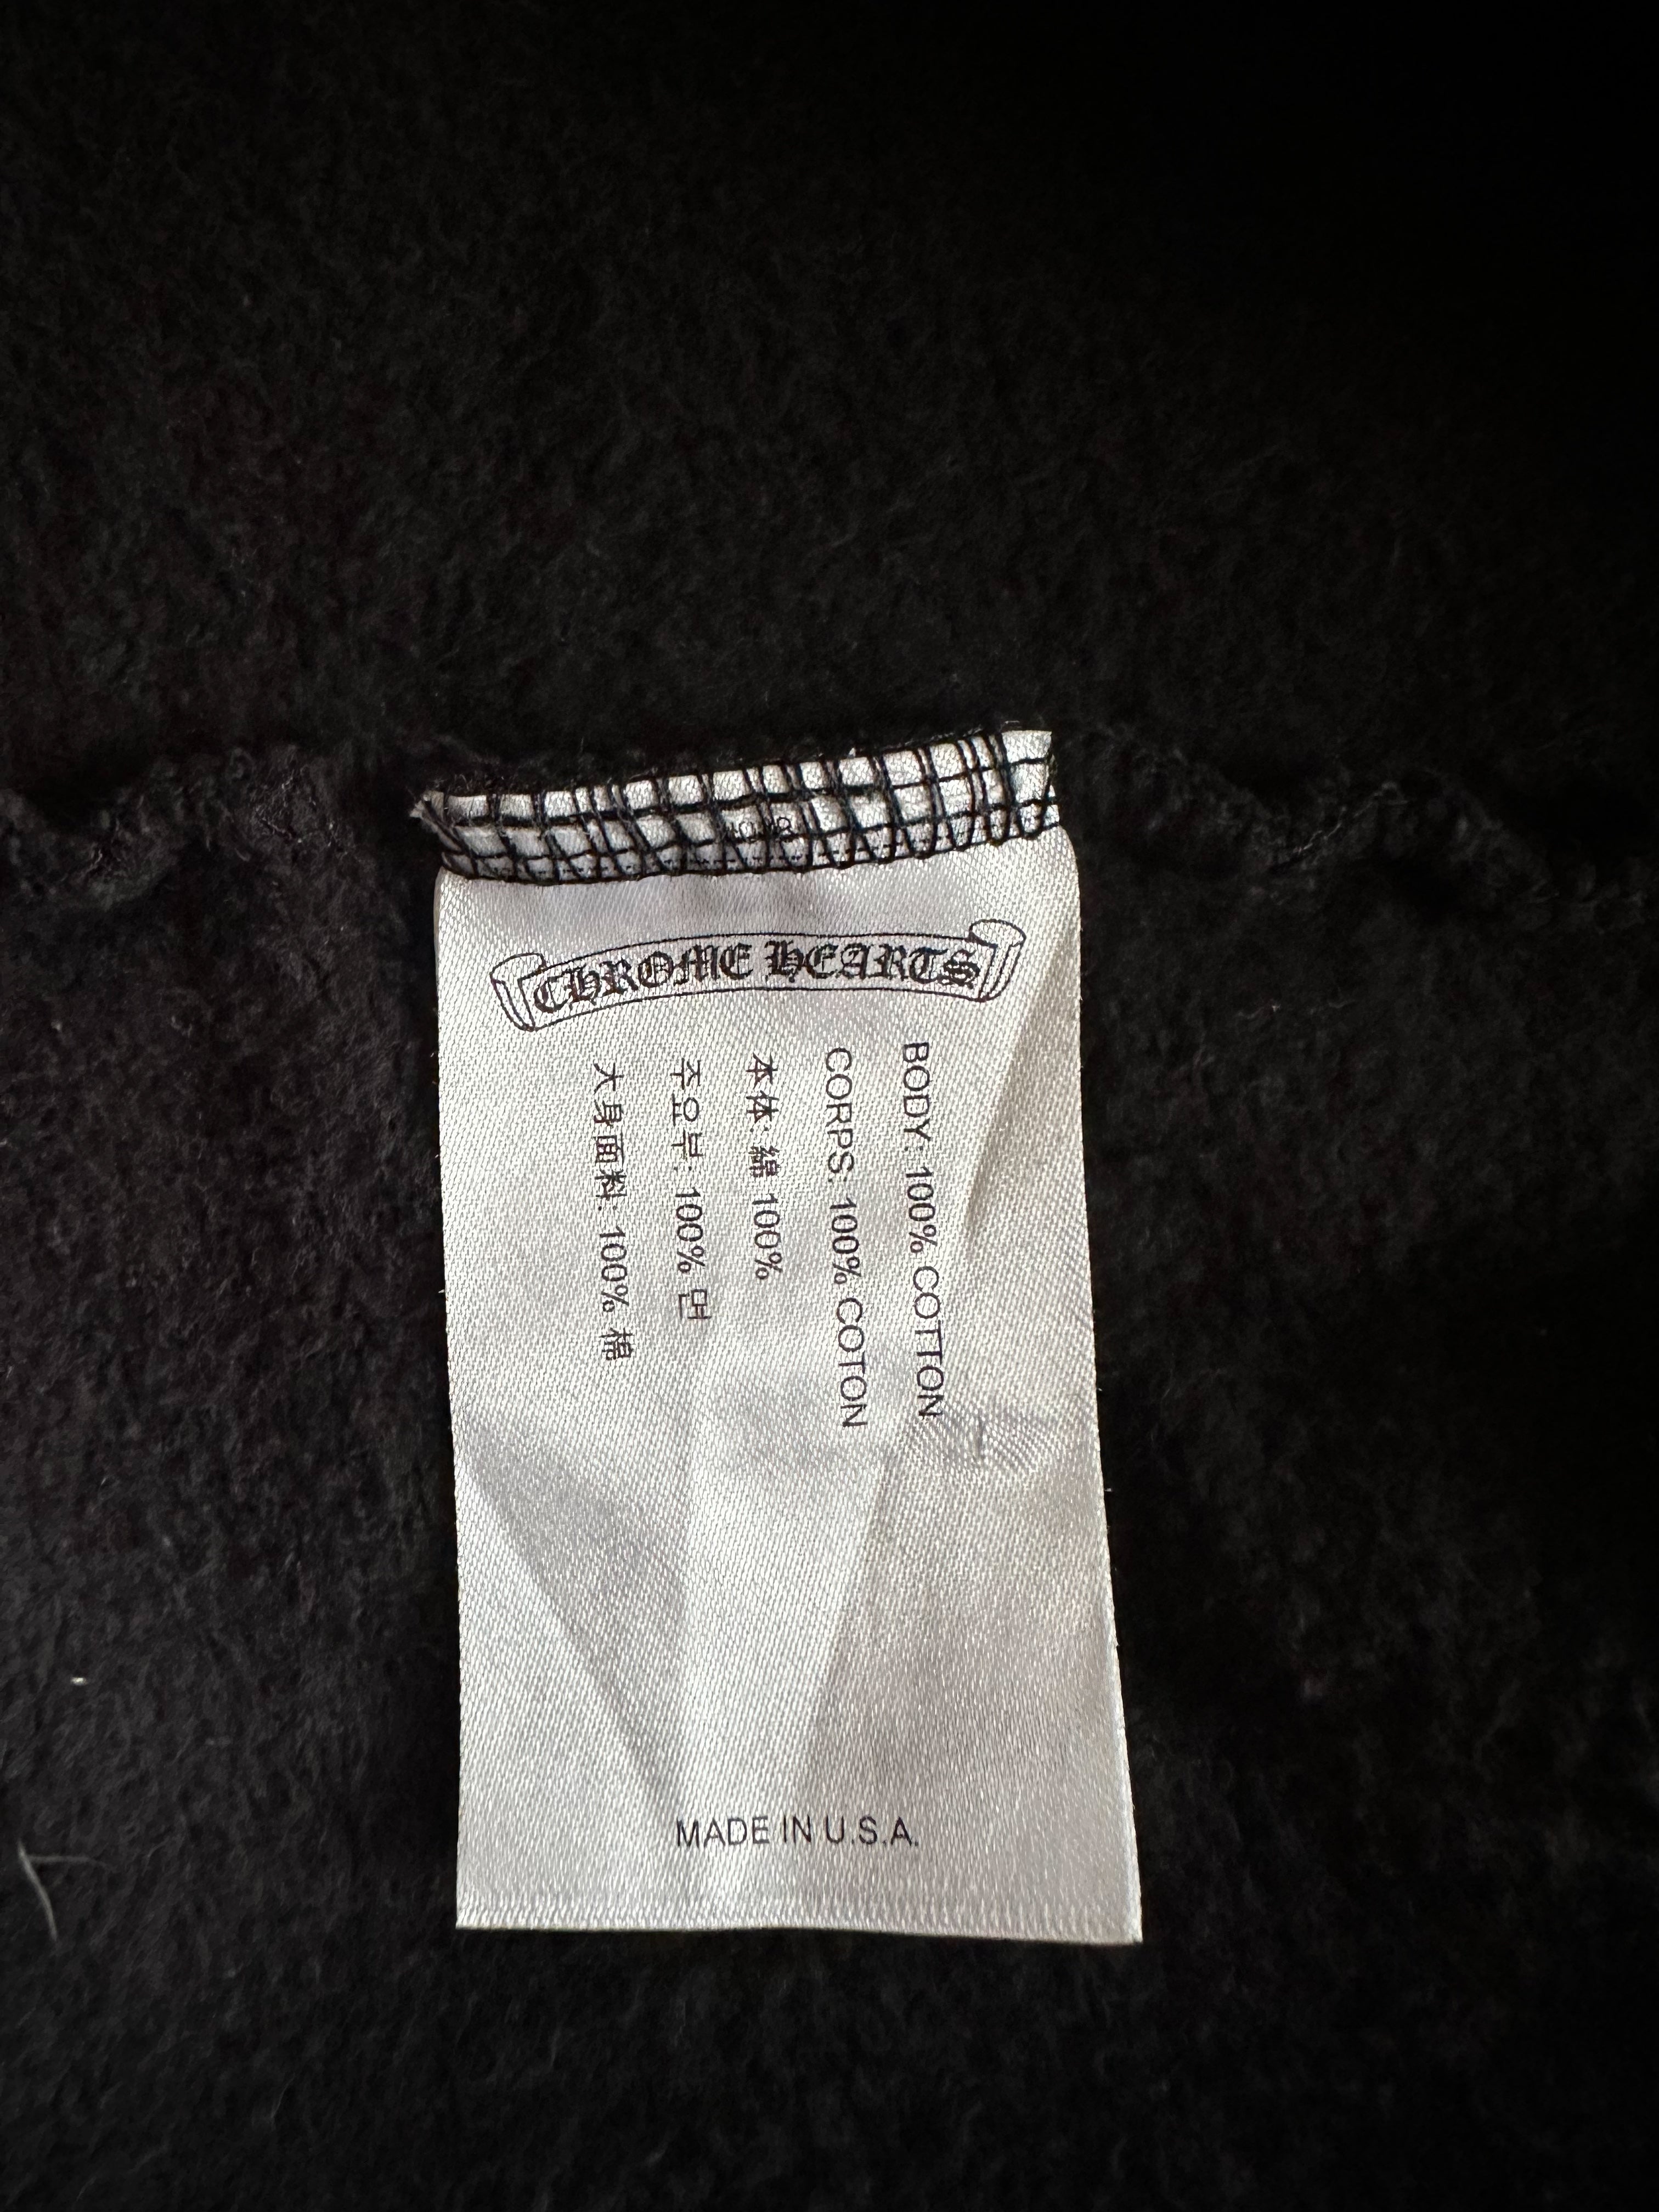 CHROME HEARTS
BODY: 100% COTTON
CORPS: 100% COTON
本体: 綿 100%
주요부: 100% 면
大身面料: 100% 棉
MADE IN U.S.A.